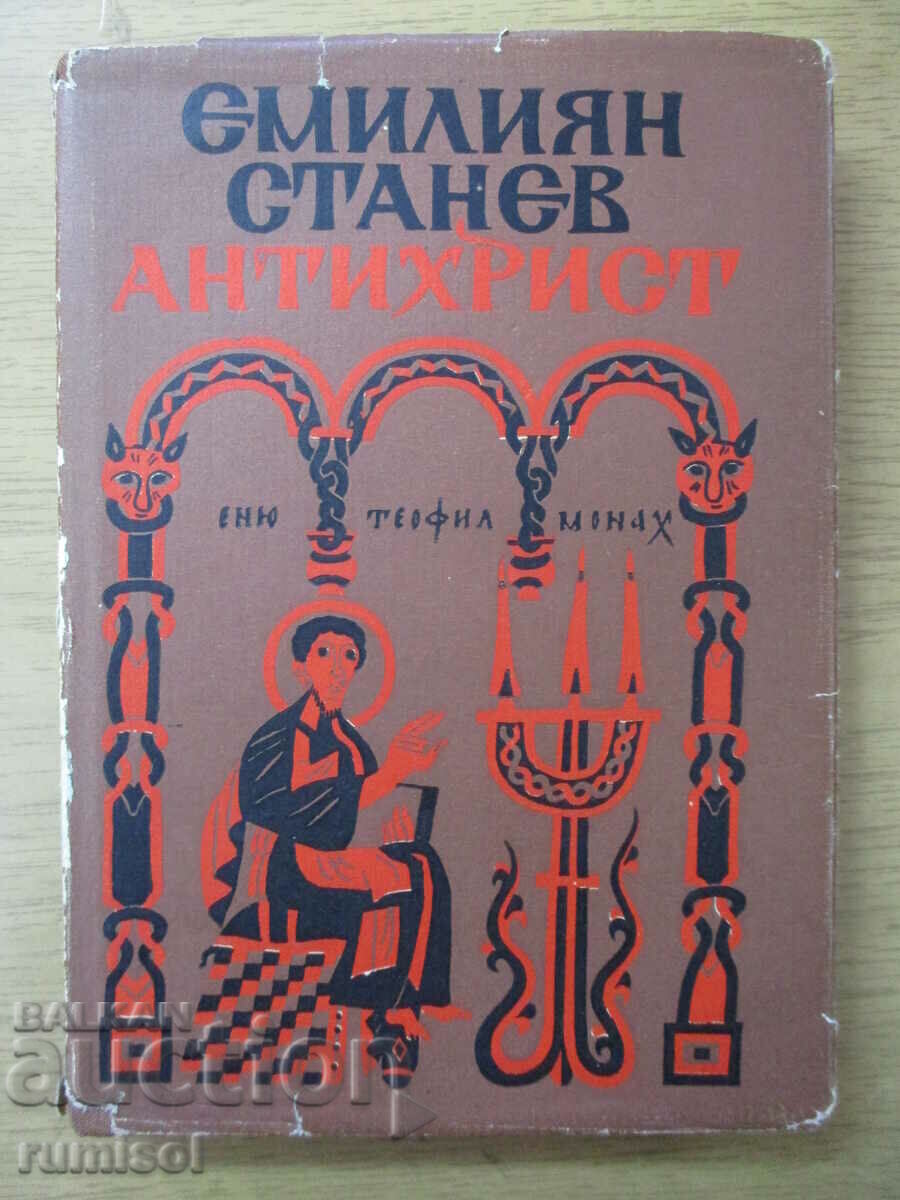 ЕМИЛИЯН
СТАНЕВ
АНТИХРИСТ
еню теофил монах
BALKAN
auction
rumisol